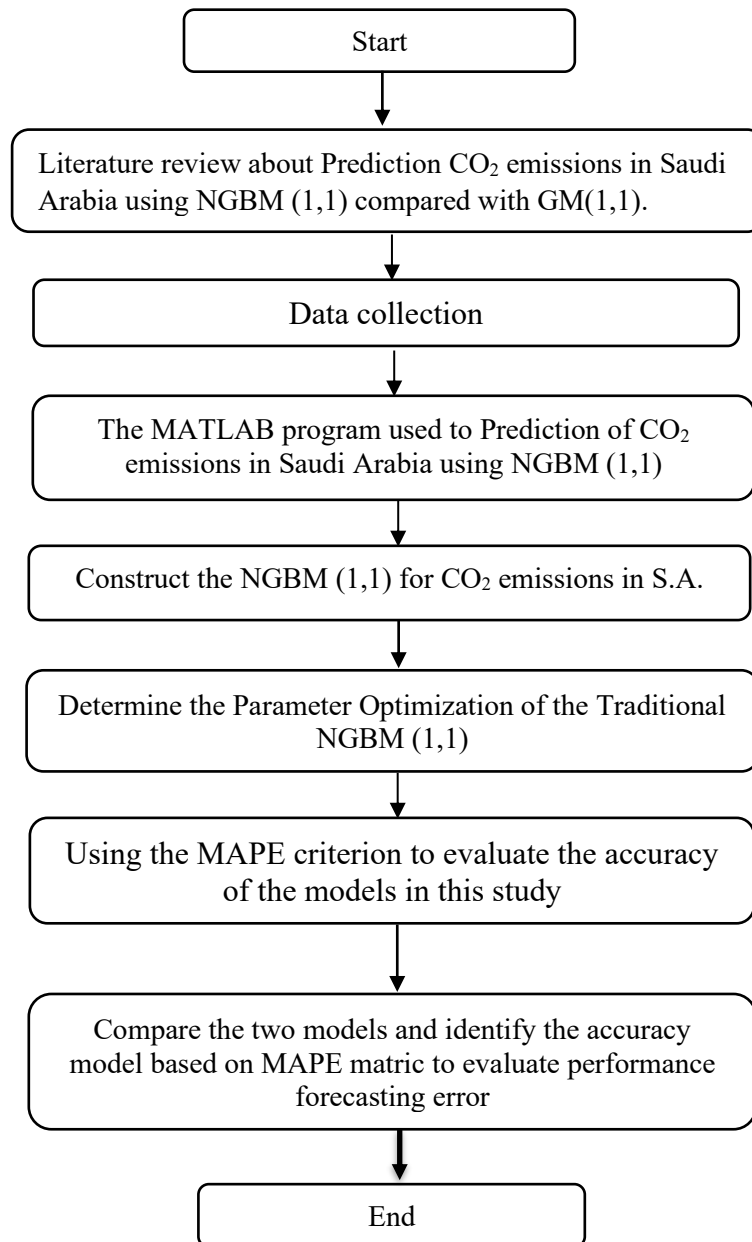 Start
Literature review about Prediction CO₂ emissions in Saudi
Arabia using NGBM (1,1) compared with GM(1,1).
Data collection
The MATLAB program used to Prediction of CO₂
emissions in Saudi Arabia using NGBM (1,1)
Construct the NGBM (1,1) for CO₂ emissions in S.A.
Determine the Parameter Optimization of the Traditional
NGBM (1,1)
Using the MAPE criterion to evaluate the accuracy
of the models in this study
Compare the two models and identify the accuracy
model based on MAPE matric to evaluate performance
forecasting error
End